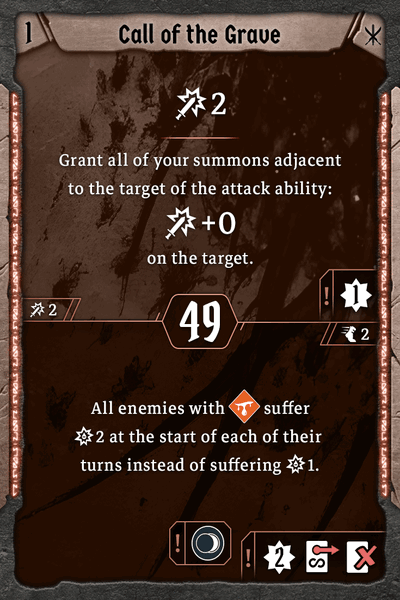 1 Call of the Grave
2
Grant all of your summons adjacent
to the target of the attack ability:
+0
on the target.
! 1
2
49
2
All enemies with suffer
2 at the start of each of their
turns instead of suffering 1.
! ! 2